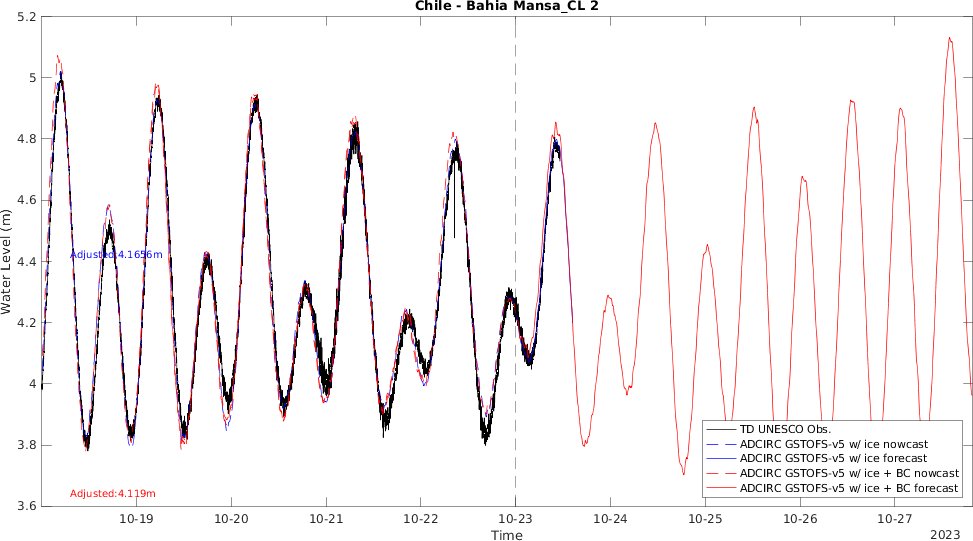 Chile - Bahia Mansa_CL 2
5.2
5
4.8
4.6
4.4
4.2
4
3.8
3.6
Water Level (m)
Adjusted:4.1656m
Adjusted:4.119m
TD UNESCO Obs.
ADCIRC GSTOFS-v5 w/ ice nowcast
ADCIRC GSTOFS-v5 w/ ice forecast
ADCIRC GSTOFS-v5 w/ ice + BC nowcast
ADCIRC GSTOFS-v5 w/ ice + BC forecast
10-19 10-20 10-21 10-22 10-23 10-24 10-25 10-26 10-27
Time
2023